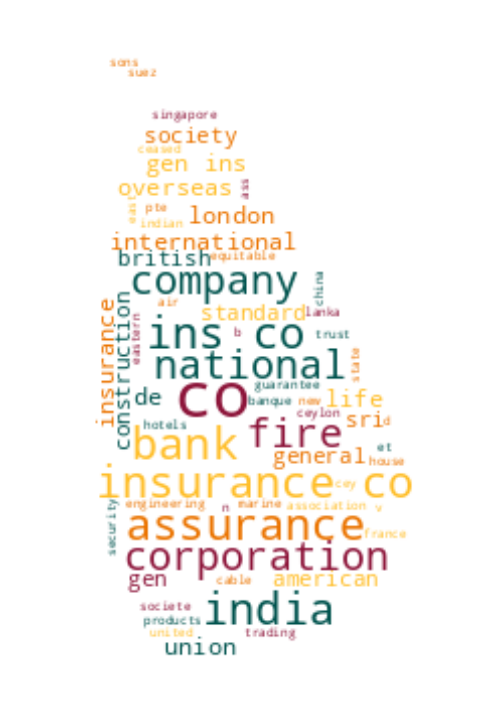 sons
suez
singapore
society
ceased
gen ins
overseas
ass
east
pte
london
indian
international
british
equitable
company
china
air
standard
lanka
insurance
construction
eastern
ins co
b
trust
national
state
guarantee
de
co
banque
new
life
ceylon
sri
d
hotels
fire
bank
et
general
house
insurance co
cey
engineering
n
marine
association
v
security
assurance
france
corporation
gen
cable
american
societe
india
products
united
trading
union